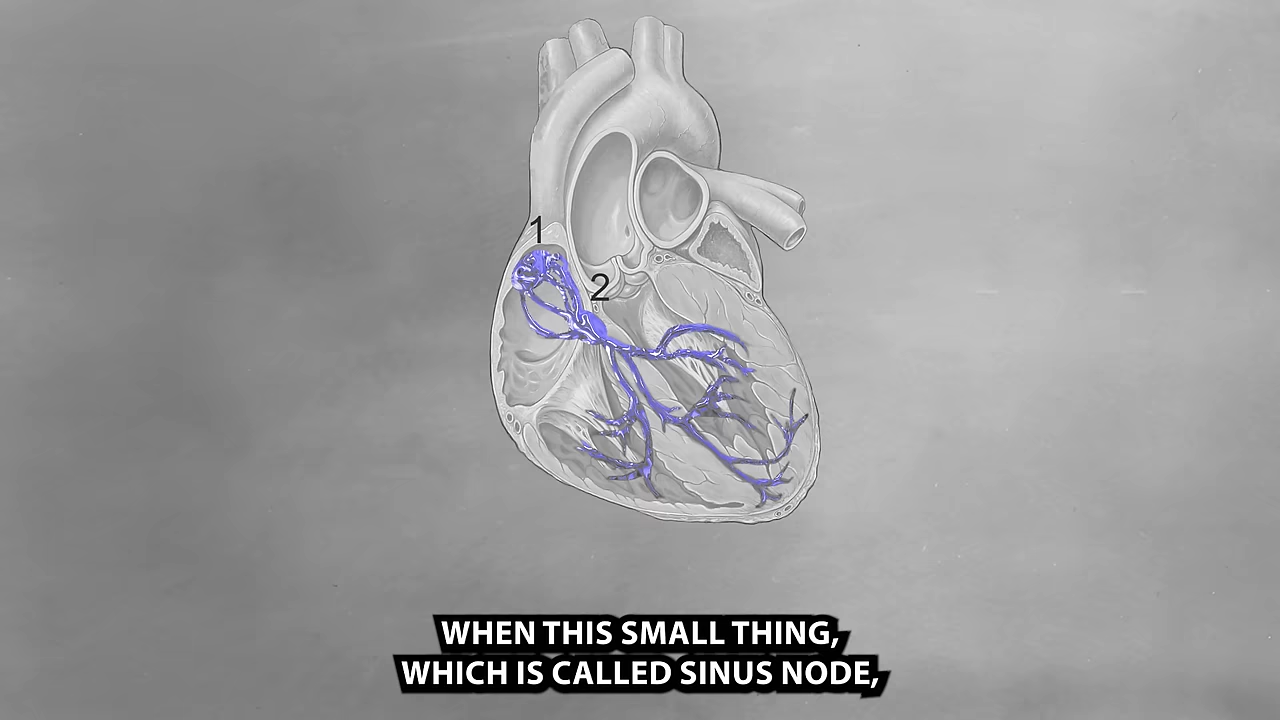 1
2
WHEN THIS SMALL THING,
WHICH IS CALLED SINUS NODE,